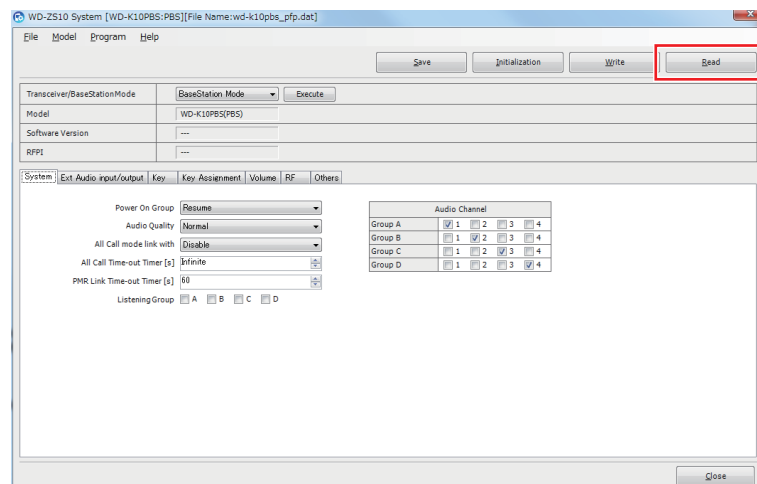 WD-ZS10 System [WD-K10PBS:PBS][File Name:wd-k10pbs_pfp.dat]
File Model Program Help
Save Initialization Write Read
Transceiver/BaseStationMode BaseStation Mode Execute
Model WD-K10PBS(PBS)
Software Version ---
RFPI ---
System Ext Audio input/output Key Key Assignment Volume RF Others
Power On Group Resume
Audio Quality Normal
All Call mode link with Disable
All Call Time-out Timer [s] Infinite
PMR Link Time-out Timer [s] 60
Listening Group A B C D
Audio Channel
Group A 1 2 3 4
Group B 1 2 3 4
Group C 1 2 3 4
Group D 1 2 3 4
Close